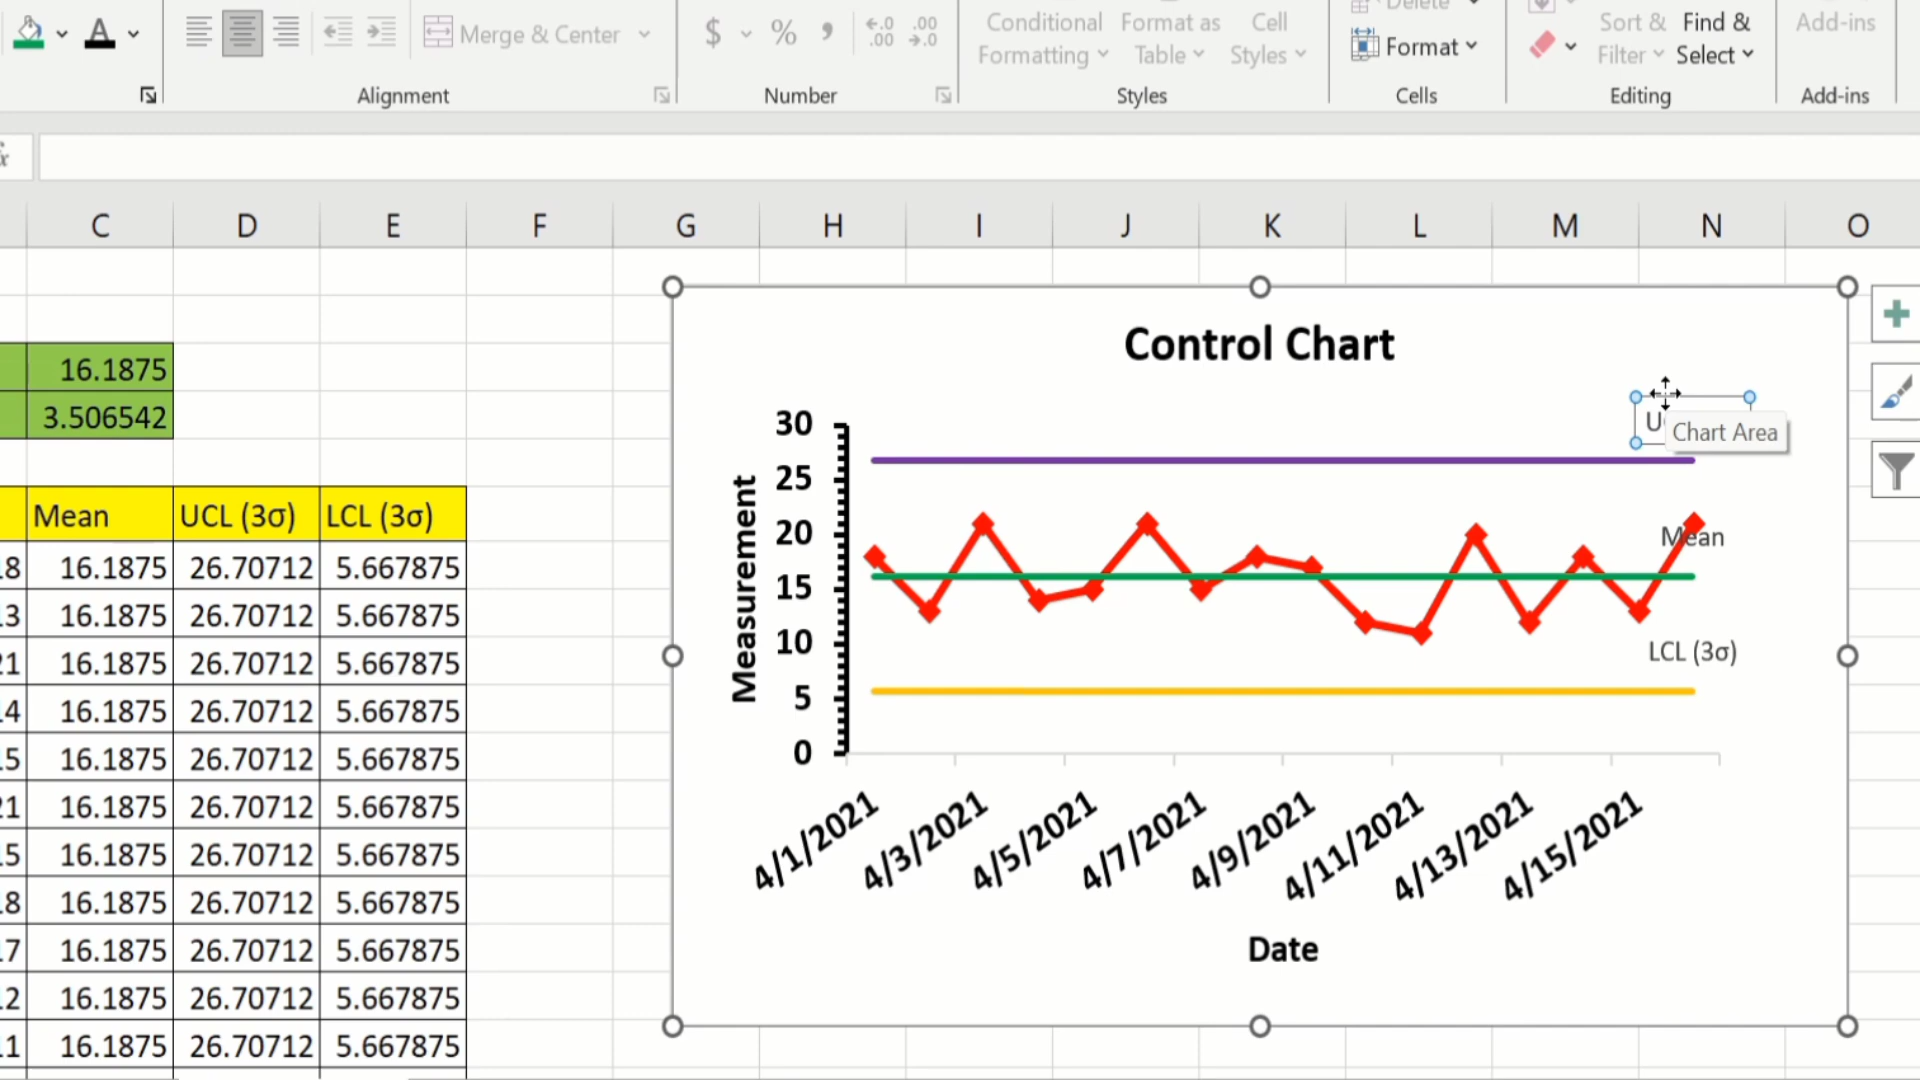 Delete
$ % , .00 .00
Merge & Center
Conditional Formatting
Format as Table
Cell Styles
Format
Sort & Filter
Find & Select
Add-ins
Alignment
Number
Styles
Cells
Editing
Add-ins
C D E F G H I J K L M N O
16.1875
3.506542
Mean UCL (3σ) LCL (3σ)
16.1875 26.70712 5.667875
13 16.1875 26.70712 5.667875
21 16.1875 26.70712 5.667875
16.1875 26.70712 5.667875
16.1875 26.70712 5.667875
21 16.1875 26.70712 5.667875
16.1875 26.70712 5.667875
16.1875 26.70712 5.667875
16.1875 26.70712 5.667875
12 16.1875 26.70712 5.667875
16.1875 26.70712 5.667875
Control Chart
Chart Area
Mean
LCL (3σ)
Measurement
30
25
20
15
10
5
0
4/1/2021 4/3/2021 4/5/2021 4/7/2021 4/9/2021 4/11/2021 4/13/2021 4/15/2021
Date